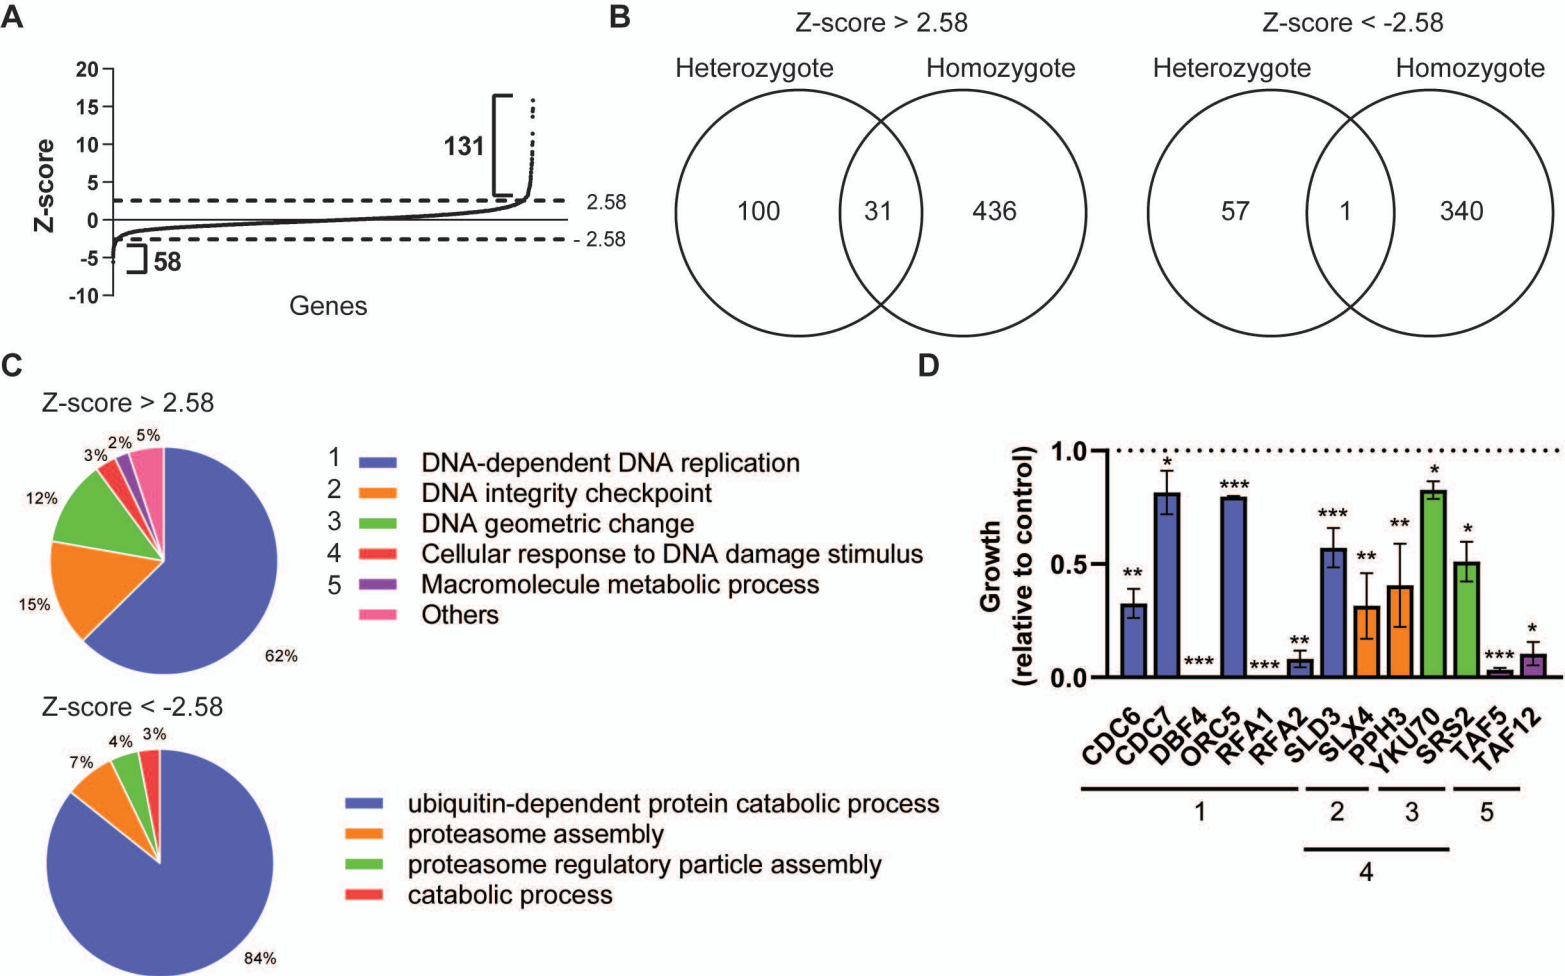 A
Z-score
20
15
10
5
0
-5
-10
131
58
2.58
- 2.58
Genes
B
Z-score > 2.58
Heterozygote
Homozygote
100
31
436
Z-score < -2.58
Heterozygote
Homozygote
57
1
340
C
Z-score > 2.58
62%
15%
12%
3%
2%
5%
1 DNA-dependent DNA replication
2 DNA integrity checkpoint
3 DNA geometric change
4 Cellular response to DNA damage stimulus
5 Macromolecule metabolic process
Others
Z-score < -2.58
84%
7%
4%
3%
ubiquitin-dependent protein catabolic process
proteasome assembly
proteasome regulatory particle assembly
catabolic process
D
Growth
(relative to control)
1.0
0.5
0.0
**
*
***
***
***
**
***
**
**
*
*
***
*
CDC6
CDC7
DBF4
ORC5
RFA1
RFA2
SLD3
SLX4
PPH3
YKU70
SRS2
TAF5
TAF12
1
2
3
5
4